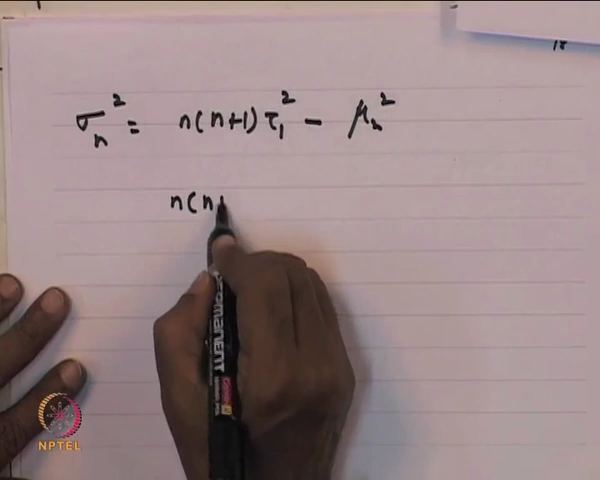 σₙ² = n(n+1) τ₁² − μₙ²
n(n
NPTEL